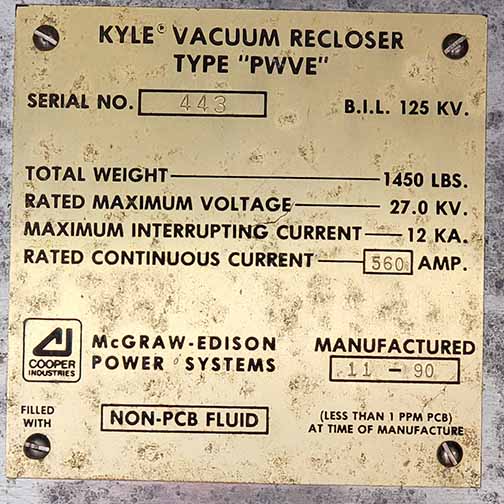 KYLE® VACUUM RECLOSER
TYPE "PWVE"
SERIAL NO. 443 B.I.L. 125 KV.
TOTAL WEIGHT 1450 LBS.
RATED MAXIMUM VOLTAGE 27.0 KV.
MAXIMUM INTERRUPTING CURRENT 12 KA.
RATED CONTINUOUS CURRENT 560 AMP.
COOPER
INDUSTRIES
McGRAW-EDISON
POWER SYSTEMS
MANUFACTURED
11 - 90
FILLED
WITH
NON-PCB FLUID
(LESS THAN 1 PPM PCB)
AT TIME OF MANUFACTURE